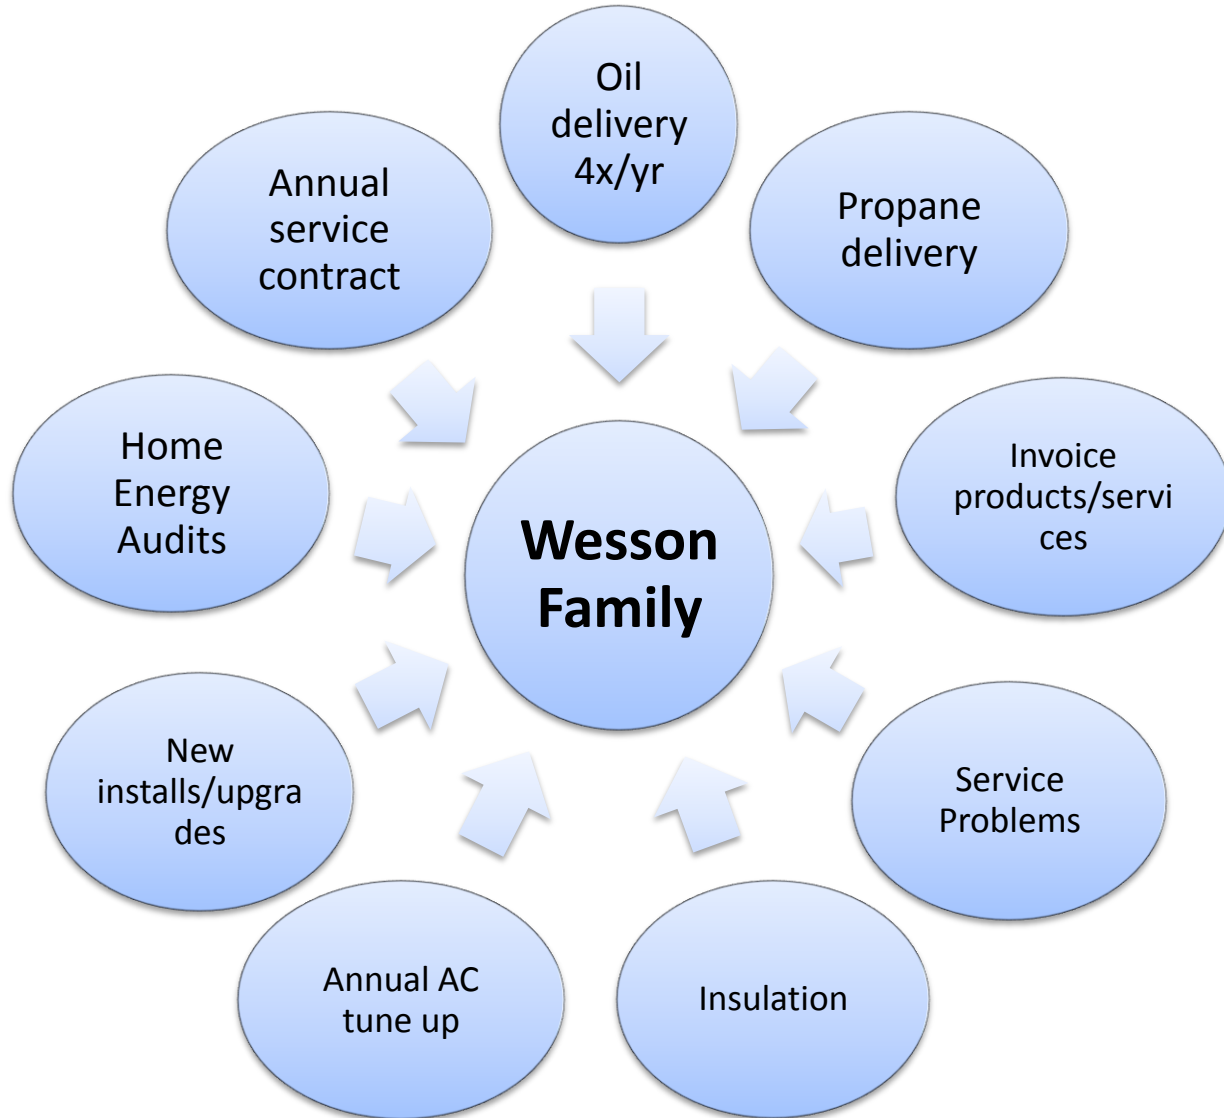 Oil
delivery
4x/yr
Propane
delivery
Invoice
products/servi
ces
Service
Problems
Insulation
Annual AC
tune up
New
installs/upgra
des
Home
Energy
Audits
Annual
service
contract
Wesson
Family